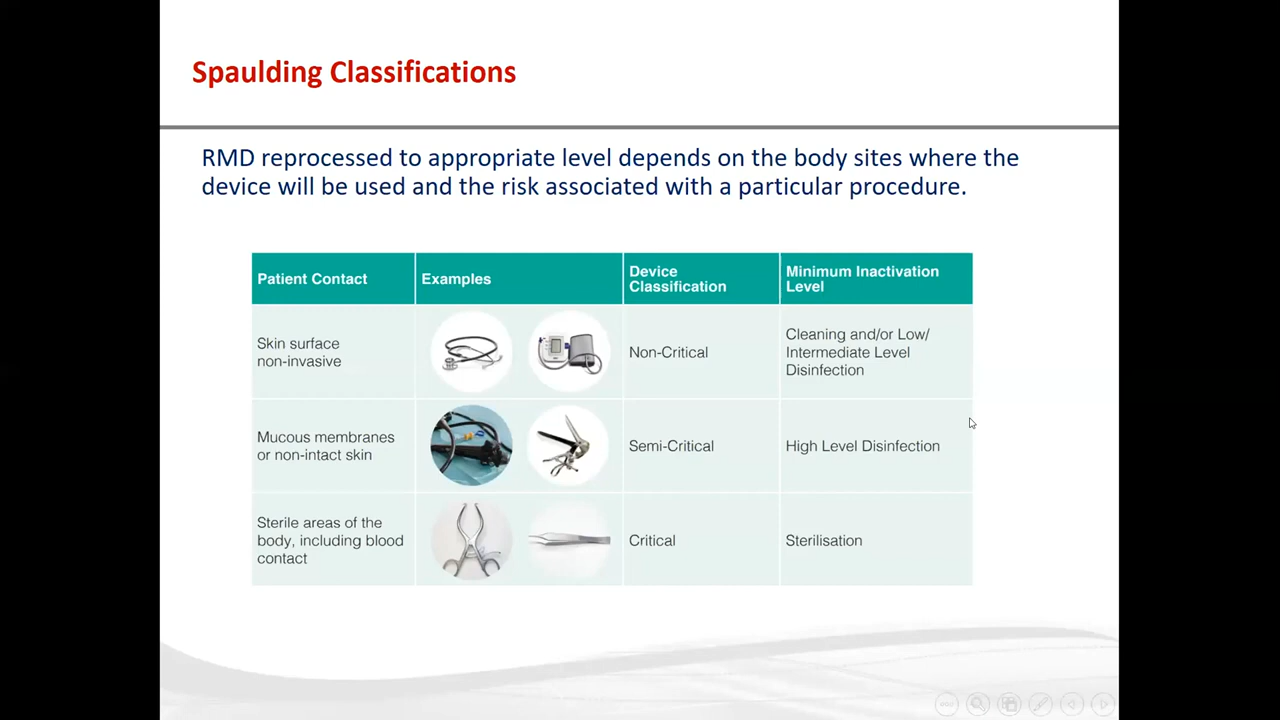 Spaulding Classifications
RMD reprocessed to appropriate level depends on the body sites where the
device will be used and the risk associated with a particular procedure.
Patient Contact
Examples
Device
Classification
Minimum Inactivation
Level
Skin surface
non-invasive
Non-Critical
Cleaning and/or Low/
Intermediate Level
Disinfection
Mucous membranes
or non-intact skin
Semi-Critical
High Level Disinfection
Sterile areas of the
body, including blood
contact
Critical
Sterilisation